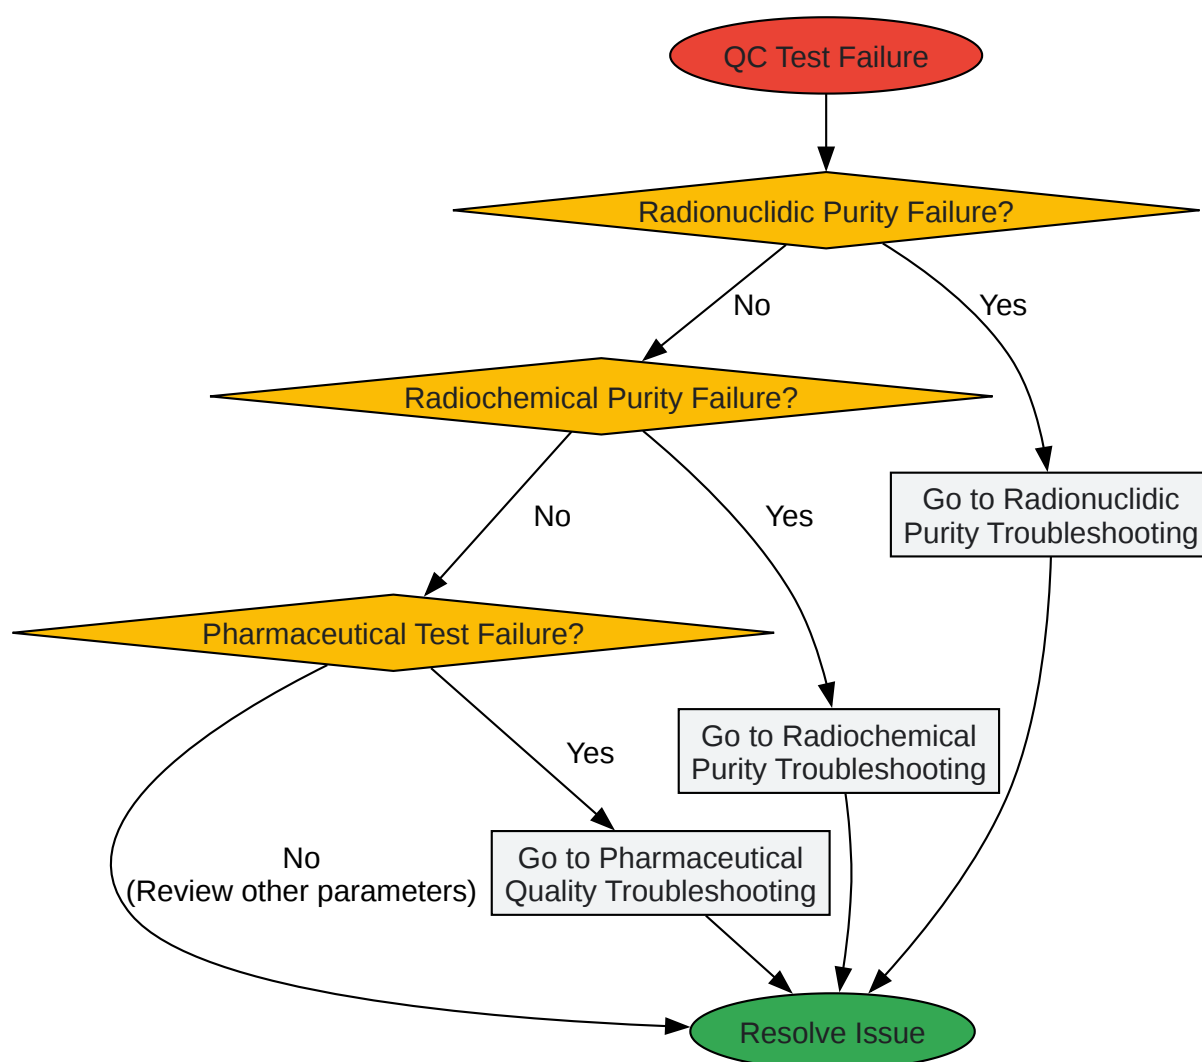 QC Test Failure
Radionuclidic Purity Failure?
No
Yes
Radiochemical Purity Failure?
Go to Radionuclidic
Purity Troubleshooting
No
Yes
Pharmaceutical Test Failure?
Go to Radiochemical
Purity Troubleshooting
Yes
No
(Review other parameters)
Go to Pharmaceutical
Quality Troubleshooting
Resolve Issue